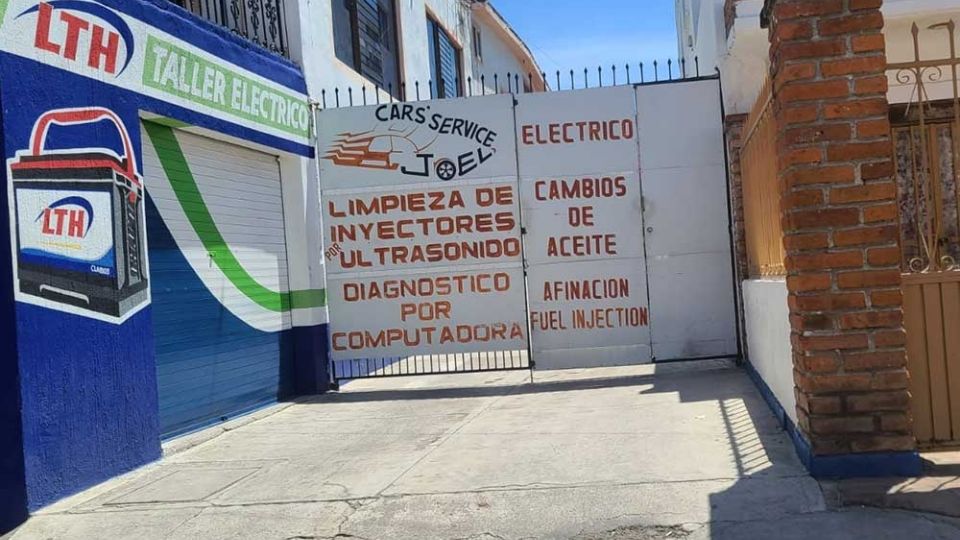 LTH
TALLER ELECTRICO
LTH
CAR'S SERVICE
JOEL
LIMPIEZA DE
INYECTORES
POR ULTRASONIDO
DIAGNOSTICO
POR
COMPUTADORA
ELECTRICO
CAMBIOS
DE
ACEITE
AFINACION
FUEL INJECTION